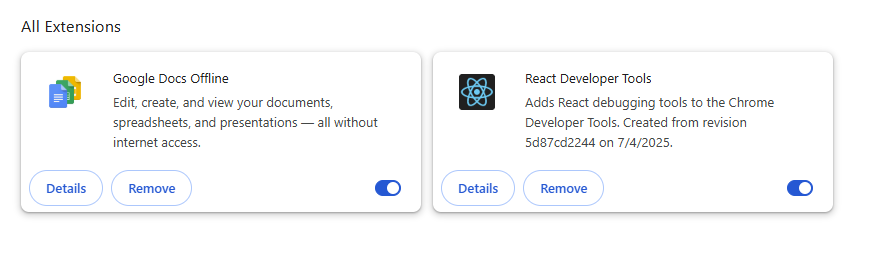 All Extensions
Google Docs Offline
Edit, create, and view your documents,
spreadsheets, and presentations — all without
internet access.
Details
Remove
React Developer Tools
Adds React debugging tools to the Chrome
Developer Tools. Created from revision
5d87cd2244 on 7/4/2025.
Details
Remove